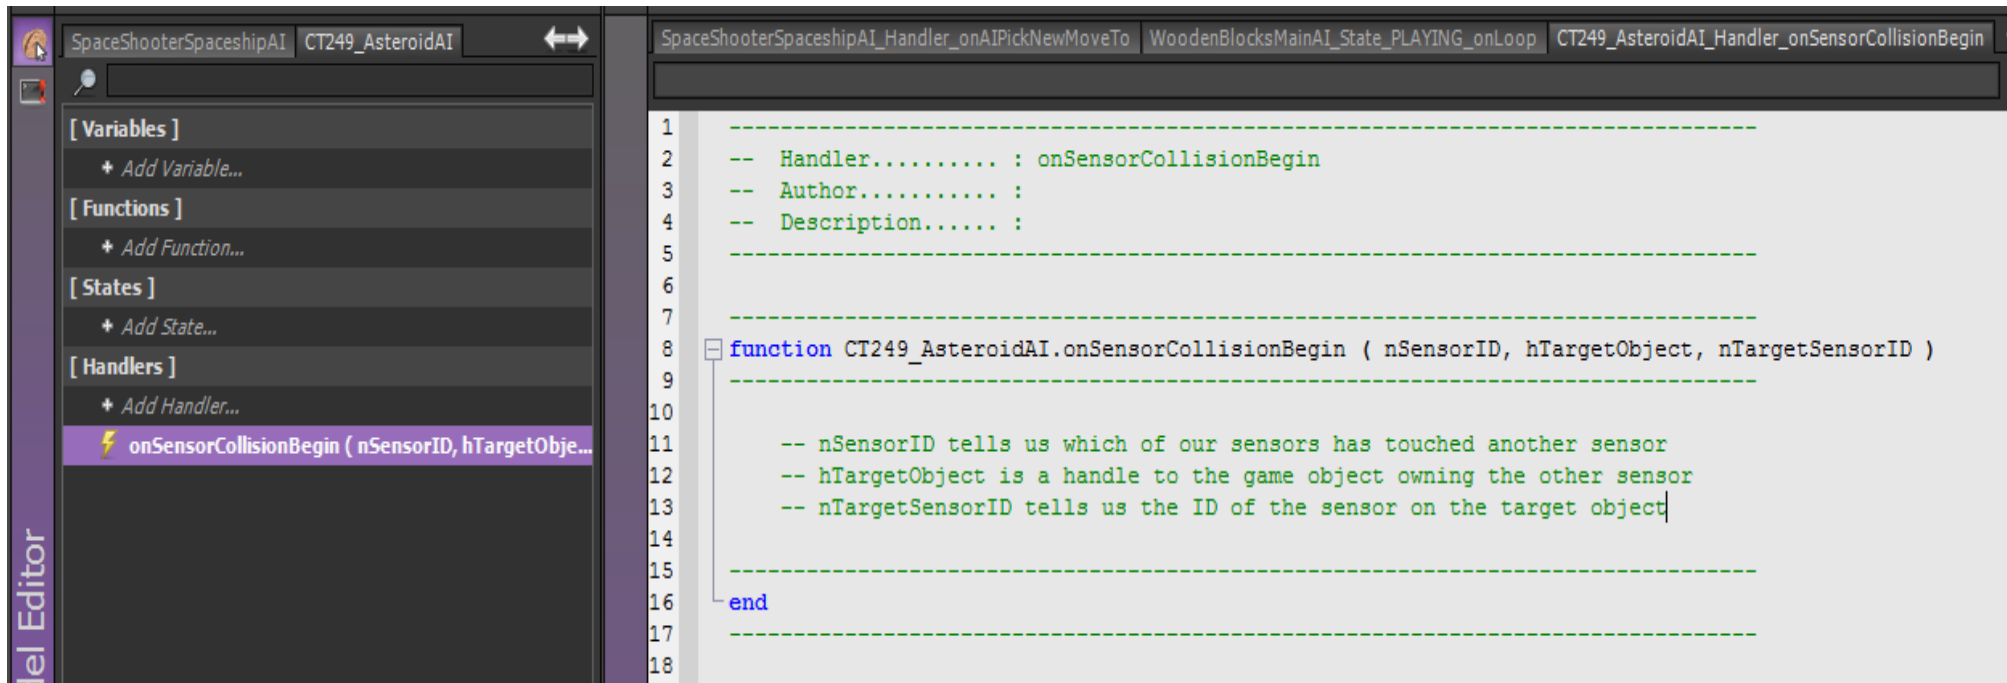 SpaceShooterSpaceshipAI CT249_AsteroidAI
[ Variables ]
Add Variable...
[ Functions ]
Add Function...
[ States ]
Add State...
[ Handlers ]
Add Handler...
onSensorCollisionBegin ( nSensorID, hTargetObje...
del Editor
SpaceShooterSpaceshipAI_Handler_onAIPickNewMoveTo WoodenBlocksMainAI_State_PLAYING_onLoop CT249_AsteroidAI_Handler_onSensorCollisionBegin
1 --------------------------------------------------------------------------------
2 --  Handler.......... : onSensorCollisionBegin
3 --  Author........... :
4 --  Description...... :
5 --------------------------------------------------------------------------------
6
7 --------------------------------------------------------------------------------
8 function CT249_AsteroidAI.onSensorCollisionBegin ( nSensorID, hTargetObject, nTargetSensorID )
9 --------------------------------------------------------------------------------
10
11 -- nSensorID tells us which of our sensors has touched another sensor
12 -- hTargetObject is a handle to the game object owning the other sensor
13 -- nTargetSensorID tells us the ID of the sensor on the target object
14
15 --------------------------------------------------------------------------------
16 end
17 --------------------------------------------------------------------------------
18